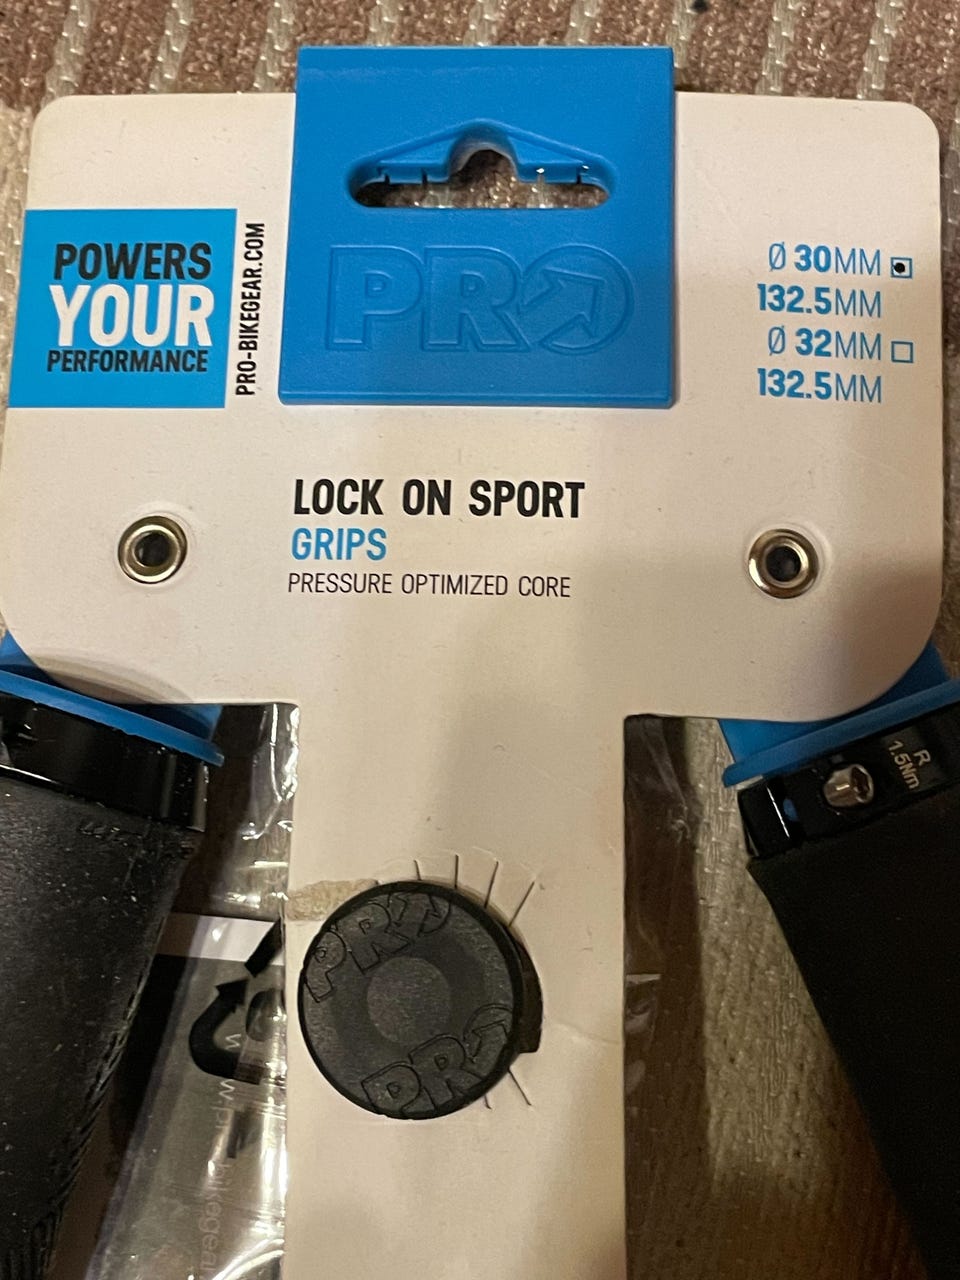 PRO
POWERS
YOUR
PERFORMANCE
PRO-BIKEGEAR.COM
Ø 30MM
132.5MM
Ø 32MM
132.5MM
LOCK ON SPORT
GRIPS
PRESSURE OPTIMIZED CORE
R
1.5Nm
PRO
PRO